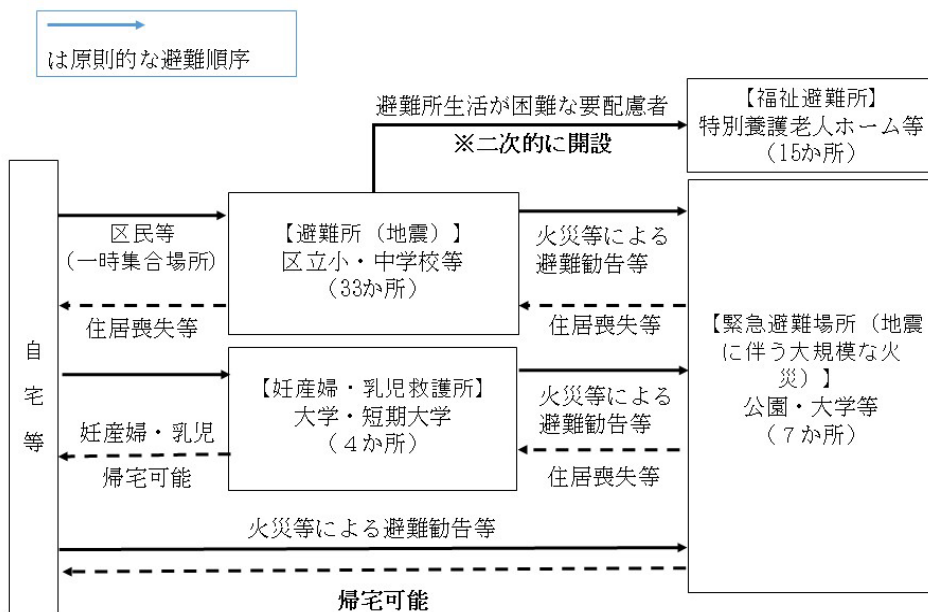 は原則的な避難順序
避難所生活が困難な要配慮者
※二次的に開設
【福祉避難所】
特別養護老人ホーム等
（15か所）
自宅等
区民等
（一時集合場所）
住居喪失等
【避難所（地震）】
区立小・中学校等
（33か所）
火災等による
避難勧告等
住居喪失等
妊産婦・乳児
帰宅可能
【妊産婦・乳児救護所】
大学・短期大学
（４か所）
火災等による
避難勧告等
住居喪失等
【緊急避難場所（地震
に伴う大規模な火
災）】
公園・大学等
（７か所）
火災等による避難勧告等
帰宅可能